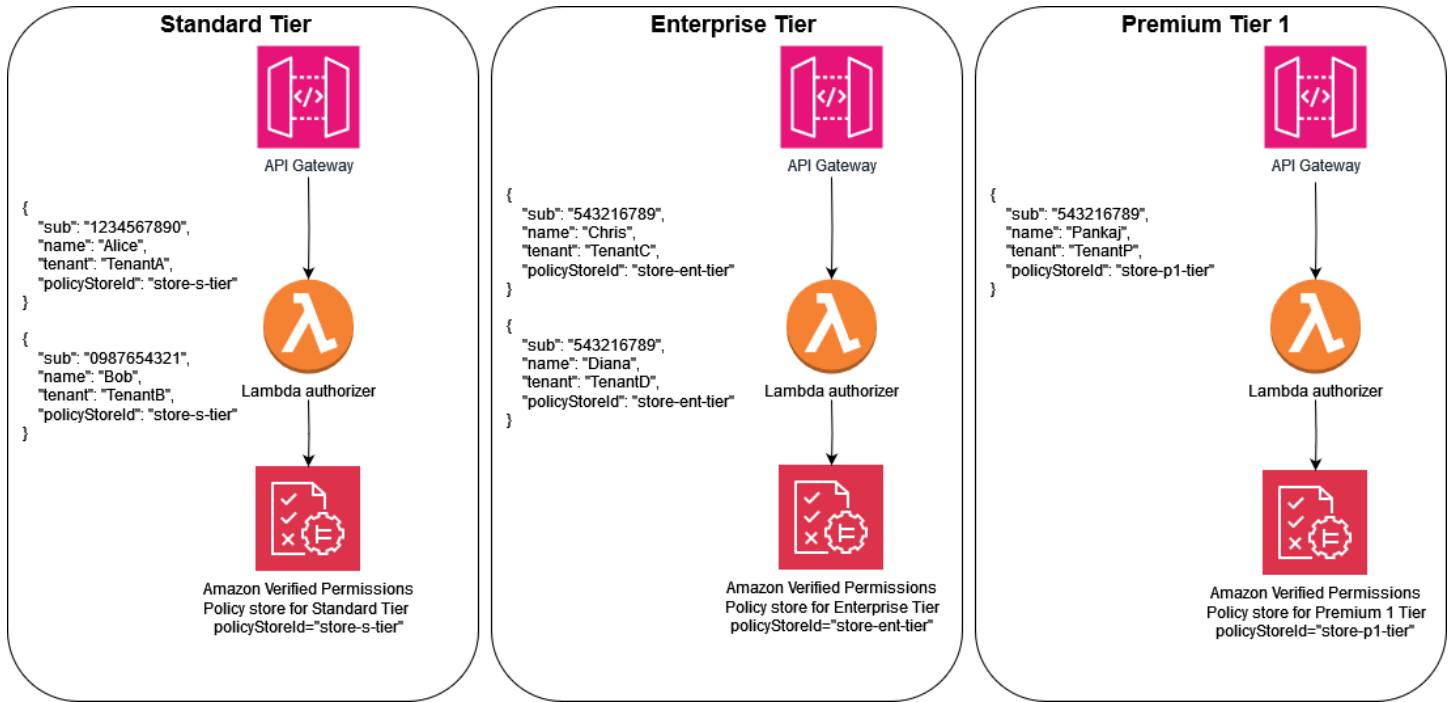 Standard Tier
</>
API Gateway
{
"sub": "1234567890",
"name": "Alice",
"tenant": "TenantA",
"policyStoreId": "store-s-tier"
}
{
"sub": "0987654321",
"name": "Bob",
"tenant": "TenantB",
"policyStoreId": "store-s-tier"
}
Lambda authorizer
Amazon Verified Permissions
Policy store for Standard Tier
policyStoreId="store-s-tier"
Enterprise Tier
</>
API Gateway
{
"sub": "543216789",
"name": "Chris",
"tenant": "TenantC",
"policyStoreId": "store-ent-tier"
}
{
"sub": "543216789",
"name": "Diana",
"tenant": "TenantD",
"policyStoreId": "store-ent-tier"
}
Lambda authorizer
Amazon Verified Permissions
Policy store for Enterprise Tier
policyStoreId="store-ent-tier"
Premium Tier 1
</>
API Gateway
{
"sub": "543216789",
"name": "Pankaj",
"tenant": "TenantP",
"policyStoreId": "store-p1-tier"
}
Lambda authorizer
Amazon Verified Permissions
Policy store for Premium 1 Tier
policyStoreId="store-p1-tier"